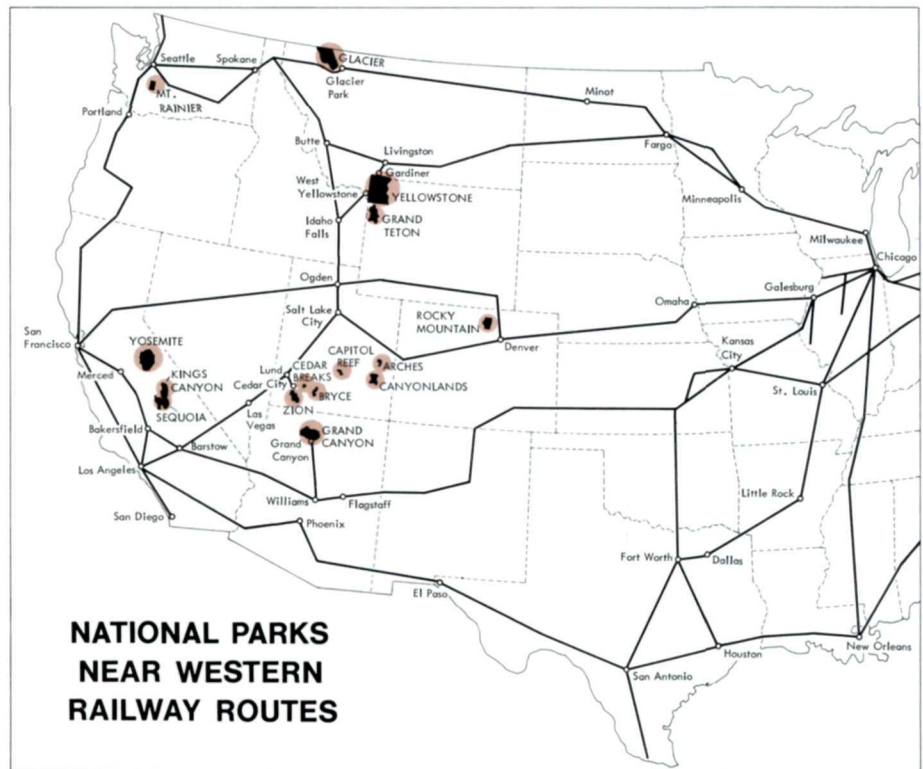 Seattle
Spokane
GLACIER
Glacier
Park
MT.
RAINIER
Portland
Minot
Butte
Livingston
Gardiner
Fargo
West
Yellowstone
YELLOWSTONE
Minneapolis
GRAND
TETON
Idaho
Falls
Milwaukee
Chicago
Ogden
Galesburg
Omaha
Salt Lake
City
ROCKY
MOUNTAIN
Denver
San
Francisco
YOSEMITE
Kansas
City
CAPITOL
REEF
ARCHES
CANYONLANDS
Lund
CEDAR
BREAKS
Cedar City
BRYCE
ZION
Merced
KINGS
CANYON
SEQUOIA
St. Louis
Las
Vegas
Bakersfield
Barstow
GRAND
CANYON
Grand
Canyon
Los Angeles
Williams
Flagstaff
Little Rock
San Diego
Phoenix
Fort Worth
Dallas
El Paso
NATIONAL PARKS
NEAR WESTERN
RAILWAY ROUTES
Houston
New Orleans
San Antonio